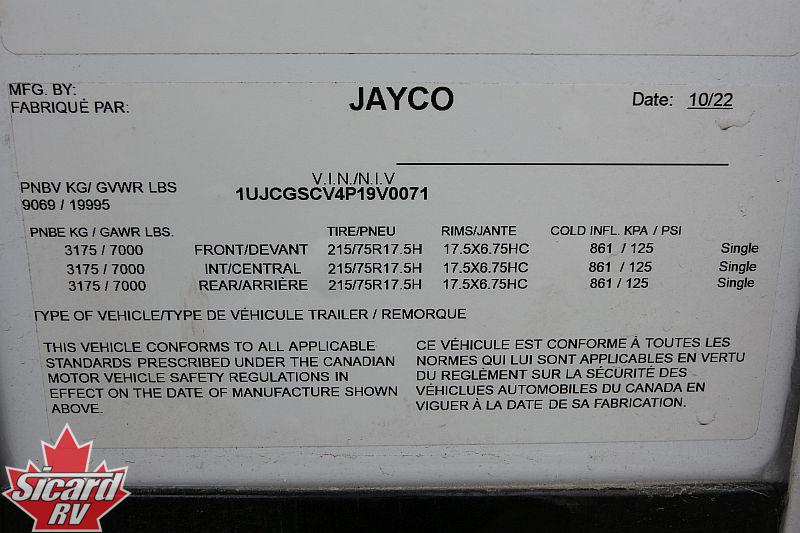 MFG. BY:
FABRIQUÉ PAR:
JAYCO
Date: 10/22
V.I.N./N.I.V
PNBV KG/ GVWR LBS
1UJCGSCV4P19V0071
9069 / 19995
PNBE KG / GAWR LBS. TIRE/PNEU RIMS/JANTE COLD INFL. KPA / PSI
3175 / 7000 FRONT/DEVANT 215/75R17.5H 17.5X6.75HC 861 / 125 Single
3175 / 7000 INT/CENTRAL 215/75R17.5H 17.5X6.75HC 861 / 125 Single
3175 / 7000 REAR/ARRIÈRE 215/75R17.5H 17.5X6.75HC 861 / 125 Single
TYPE OF VEHICLE/TYPE DE VÉHICULE TRAILER / REMORQUE
THIS VEHICLE CONFORMS TO ALL APPLICABLE
STANDARDS PRESCRIBED UNDER THE CANADIAN
MOTOR VEHICLE SAFETY REGULATIONS IN
EFFECT ON THE DATE OF MANUFACTURE SHOWN
ABOVE.
CE VÉHICULE EST CONFORME À TOUTES LES
NORMES QUI LUI SONT APPLICABLES EN VERTU
DU REGLEMENT SUR LA SÉCURITÉ DES
VÉHICLUES AUTOMOBILES DU CANADA EN
VIGUER À LA DATE DE SA FABRICATION.
Sicard
RV